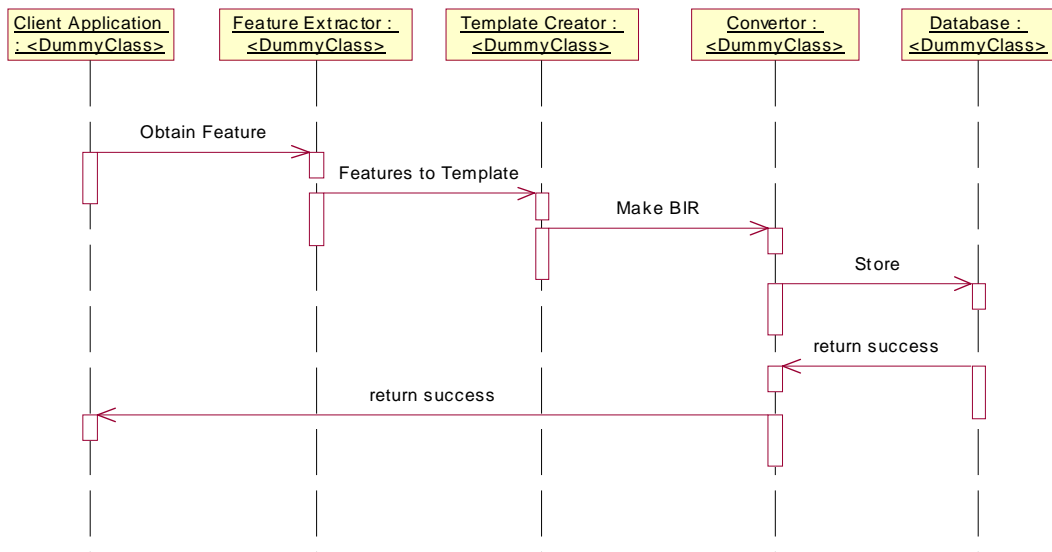 Client Application
: <DummyClass>
Feature Extractor :
<DummyClass>
Template Creator :
<DummyClass>
Convertor :
<DummyClass>
Database :
<DummyClass>
Obtain Feature
Features to Template
Make BIR
Store
return success
return success